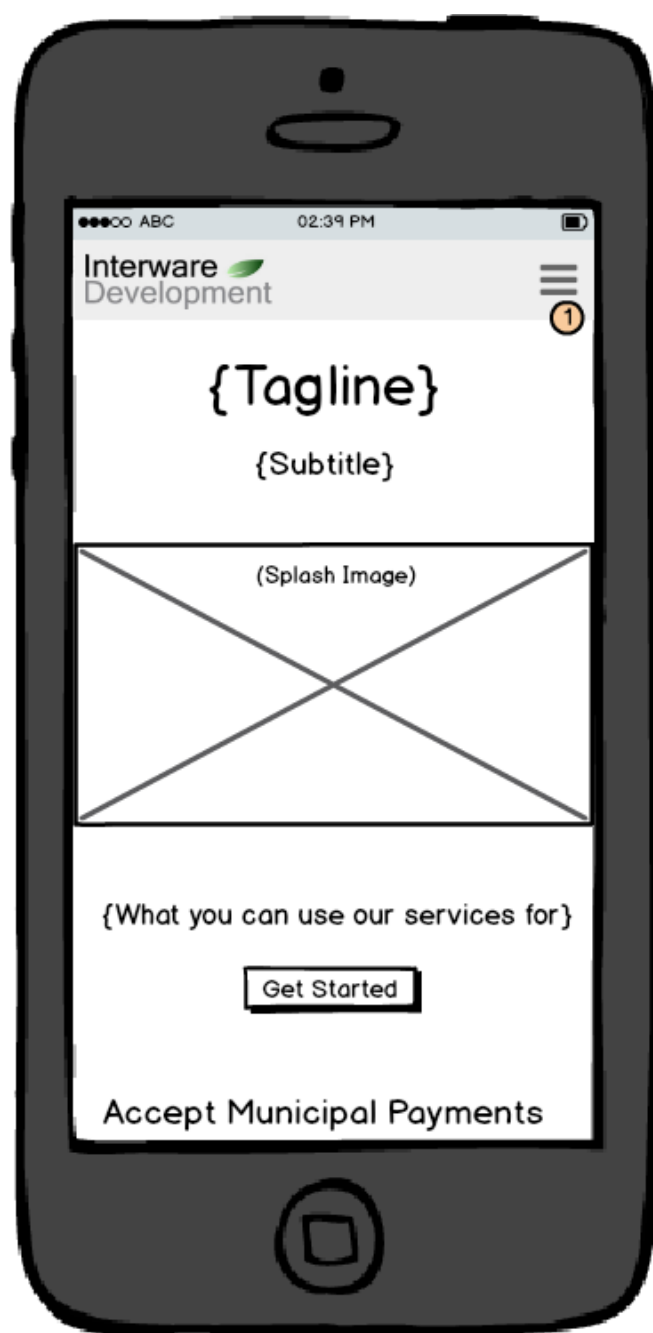 ABC 02:39 PM
Interware
Development
1
{Tagline}
{Subtitle}
(Splash Image)
{What you can use our services for}
Get Started
Accept Municipal Payments